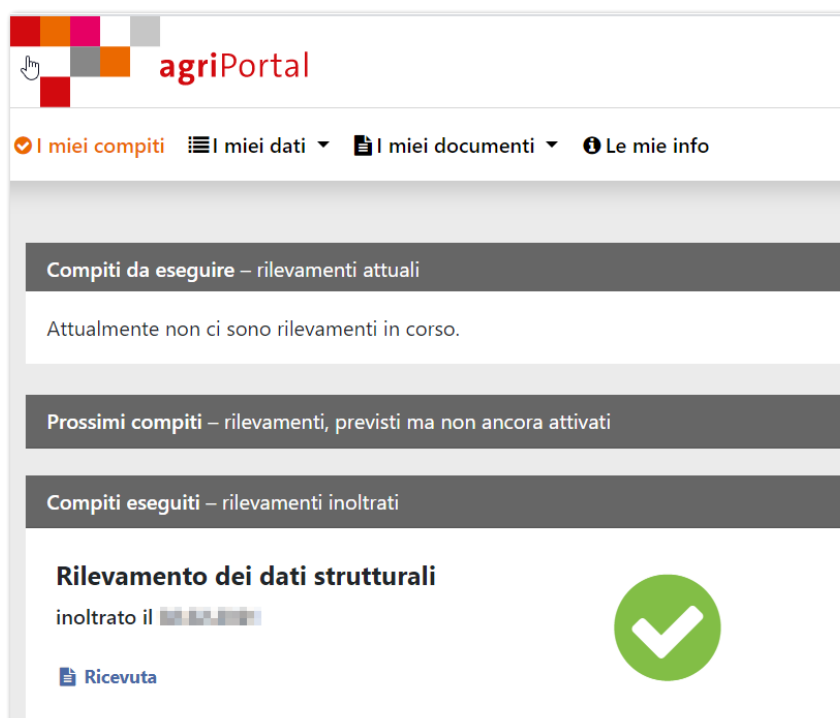 agriPortal
I miei compiti I miei dati I miei documenti Le mie info
Compiti da eseguire – rilevamenti attuali
Attualmente non ci sono rilevamenti in corso.
Prossimi compiti – rilevamenti, previsti ma non ancora attivati
Compiti eseguiti – rilevamenti inoltrati
Rilevamento dei dati strutturali
inoltrato il
Ricevuta